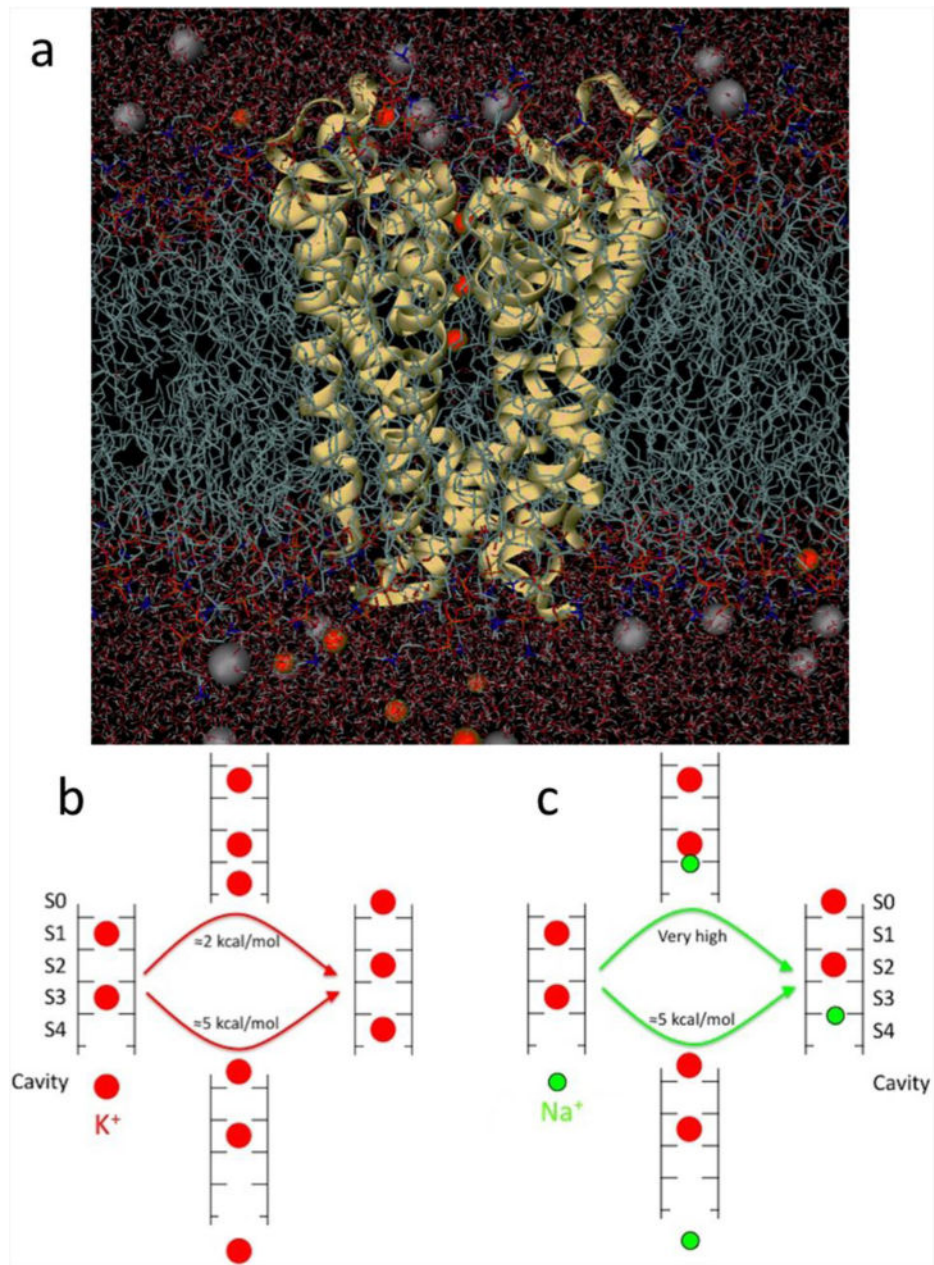 a
b
c
S0
S1
S2
S3
S4
Cavity
K+
≈2 kcal/mol
≈5 kcal/mol
Na+
Very high
≈5 kcal/mol
S0
S1
S2
S3
S4
Cavity